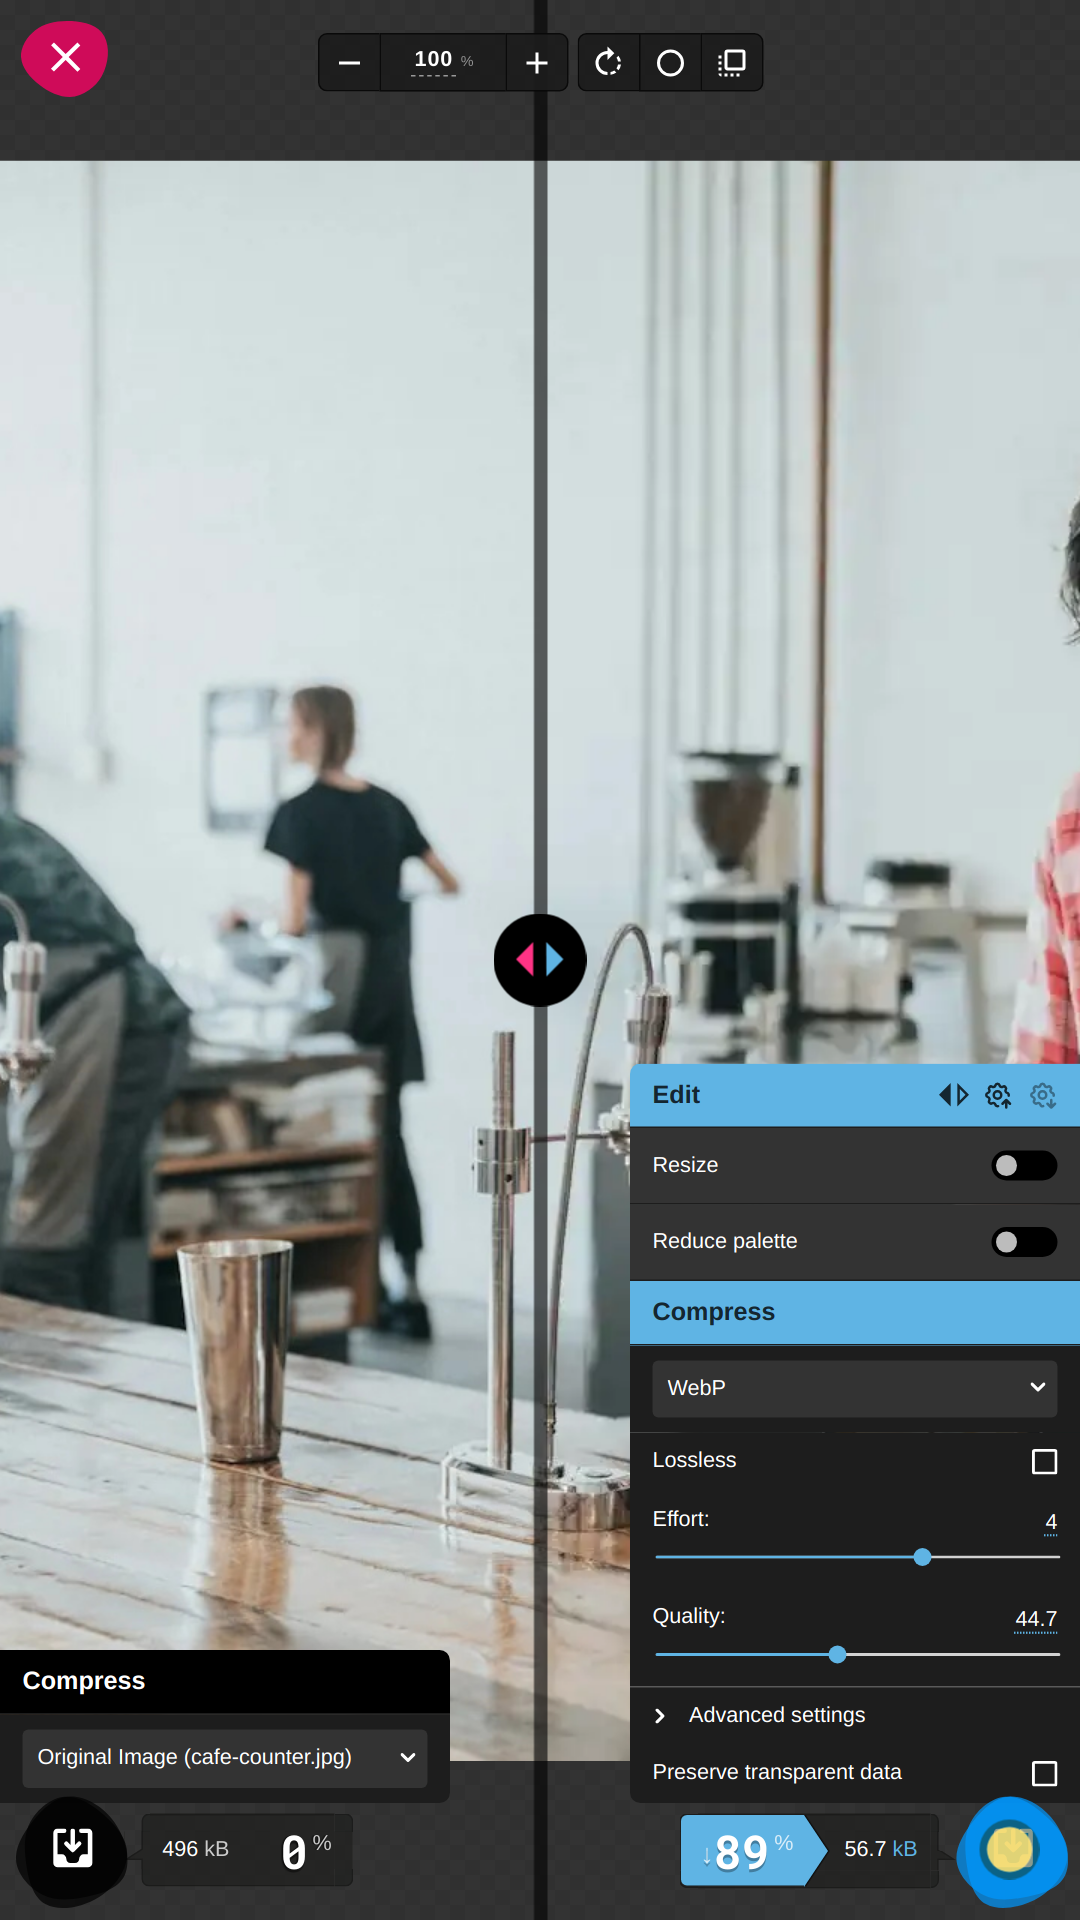 100 %
Edit
Resize
Reduce palette
Compress
WebP
Lossless
Effort: 4
Quality: 44.7
Advanced settings
Preserve transparent data
Compress
Original Image (cafe-counter.jpg)
496 kB 0 %
↓89 % 56.7 kB